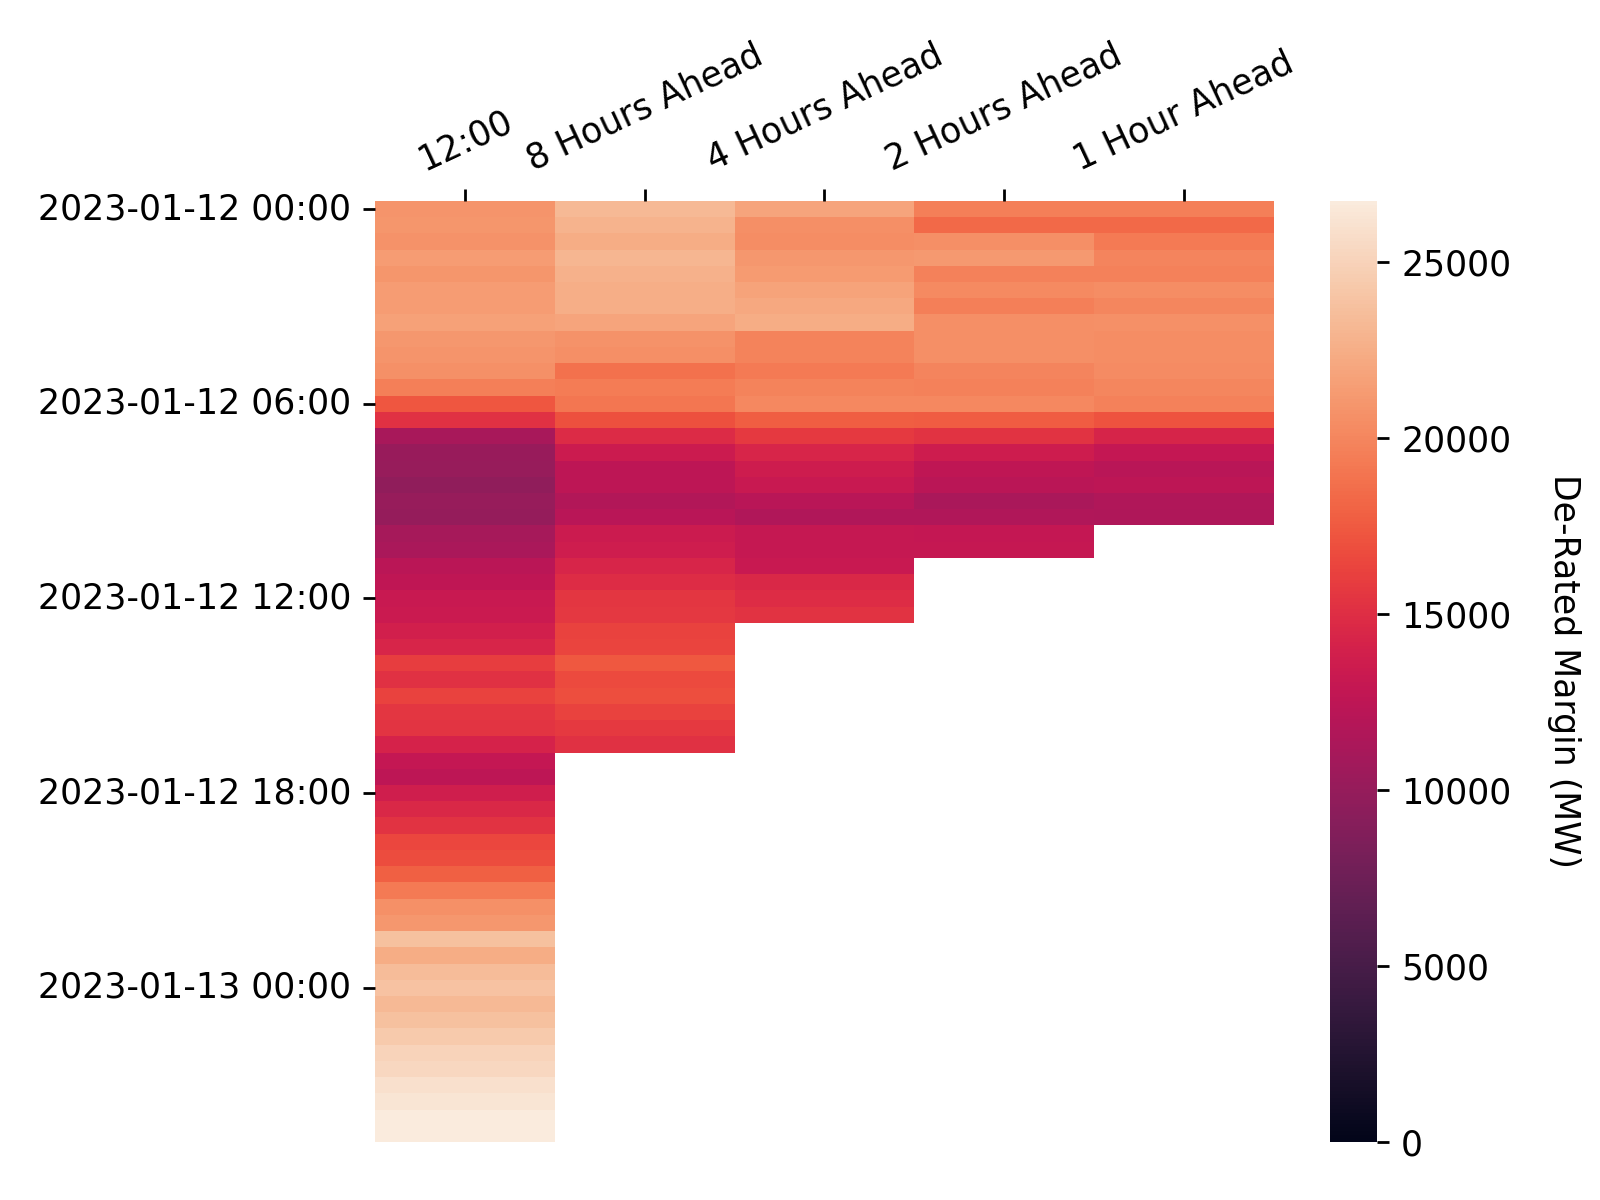 12:00
8 Hours Ahead
4 Hours Ahead
2 Hours Ahead
1 Hour Ahead
2023-01-12 00:00
2023-01-12 06:00
2023-01-12 12:00
2023-01-12 18:00
2023-01-13 00:00
25000
20000
15000
10000
5000
0
De-Rated Margin (MW)